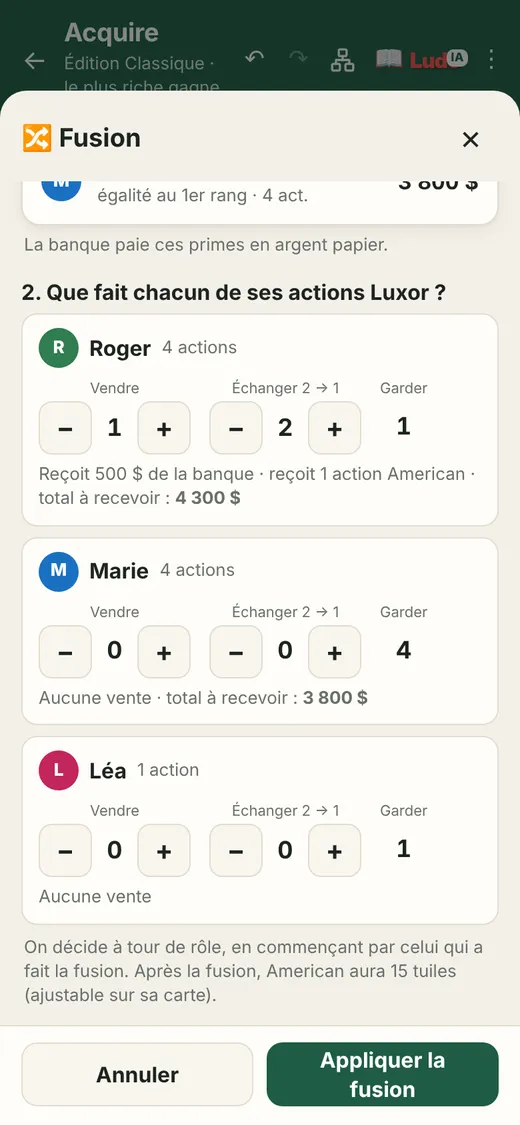 Acquire
Édition Classique ·
le plus riche gagne
Lud
IA
Fusion
M
3 800 $
égalité au 1er rang · 4 act.
La banque paie ces primes en argent papier.
2. Que fait chacun de ses actions Luxor ?
R Roger 4 actions
Vendre Échanger 2 → 1 Garder
− 1 + − 2 + 1
Reçoit 500 $ de la banque · reçoit 1 action American ·
total à recevoir : 4 300 $
M Marie 4 actions
Vendre Échanger 2 → 1 Garder
− 0 + − 0 + 4
Aucune vente · total à recevoir : 3 800 $
L Léa 1 action
Vendre Échanger 2 → 1 Garder
− 0 + − 0 + 1
Aucune vente
On décide à tour de rôle, en commençant par celui qui a
fait la fusion. Après la fusion, American aura 15 tuiles
(ajustable sur sa carte).
Annuler
Appliquer la
fusion